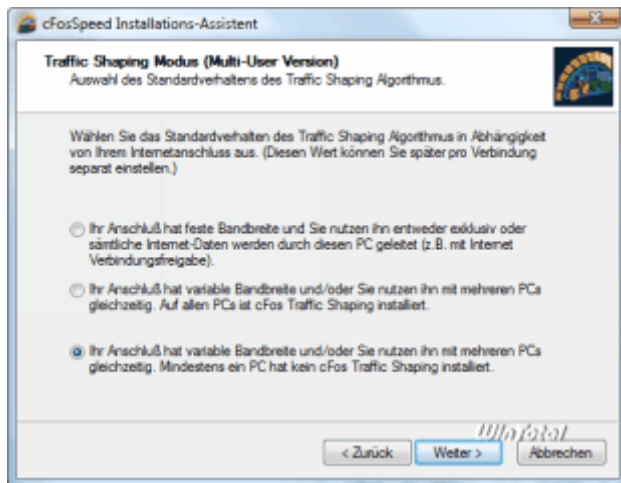 cFosSpeed Installations-Assistent
Traffic Shaping Modus (Multi-User Version)
Auswahl des Standardverhaltens des Traffic Shaping Algorithmus.
Wählen Sie das Standardverhalten des Traffic Shaping Algorithmus in Abhängigkeit
von Ihrem Internetanschluss aus. (Diesen Wert können Sie später pro Verbindung
separat einstellen.)
Ihr Anschluß hat feste Bandbreite und Sie nutzen ihn entweder exklusiv oder
sämtliche Internet-Daten werden durch diesen PC geleitet (z.B. mit Internet
Verbindungsfreigabe).
Ihr Anschluß hat variable Bandbreite und/oder Sie nutzen ihn mit mehreren PCs
gleichzeitig. Auf allen PCs ist cFos Traffic Shaping installiert.
Ihr Anschluß hat variable Bandbreite und/oder Sie nutzen ihn mit mehreren PCs
gleichzeitig. Mindestens ein PC hat kein cFos Traffic Shaping installiert.
WinTotal
< Zurück
Weiter >
Abbrechen